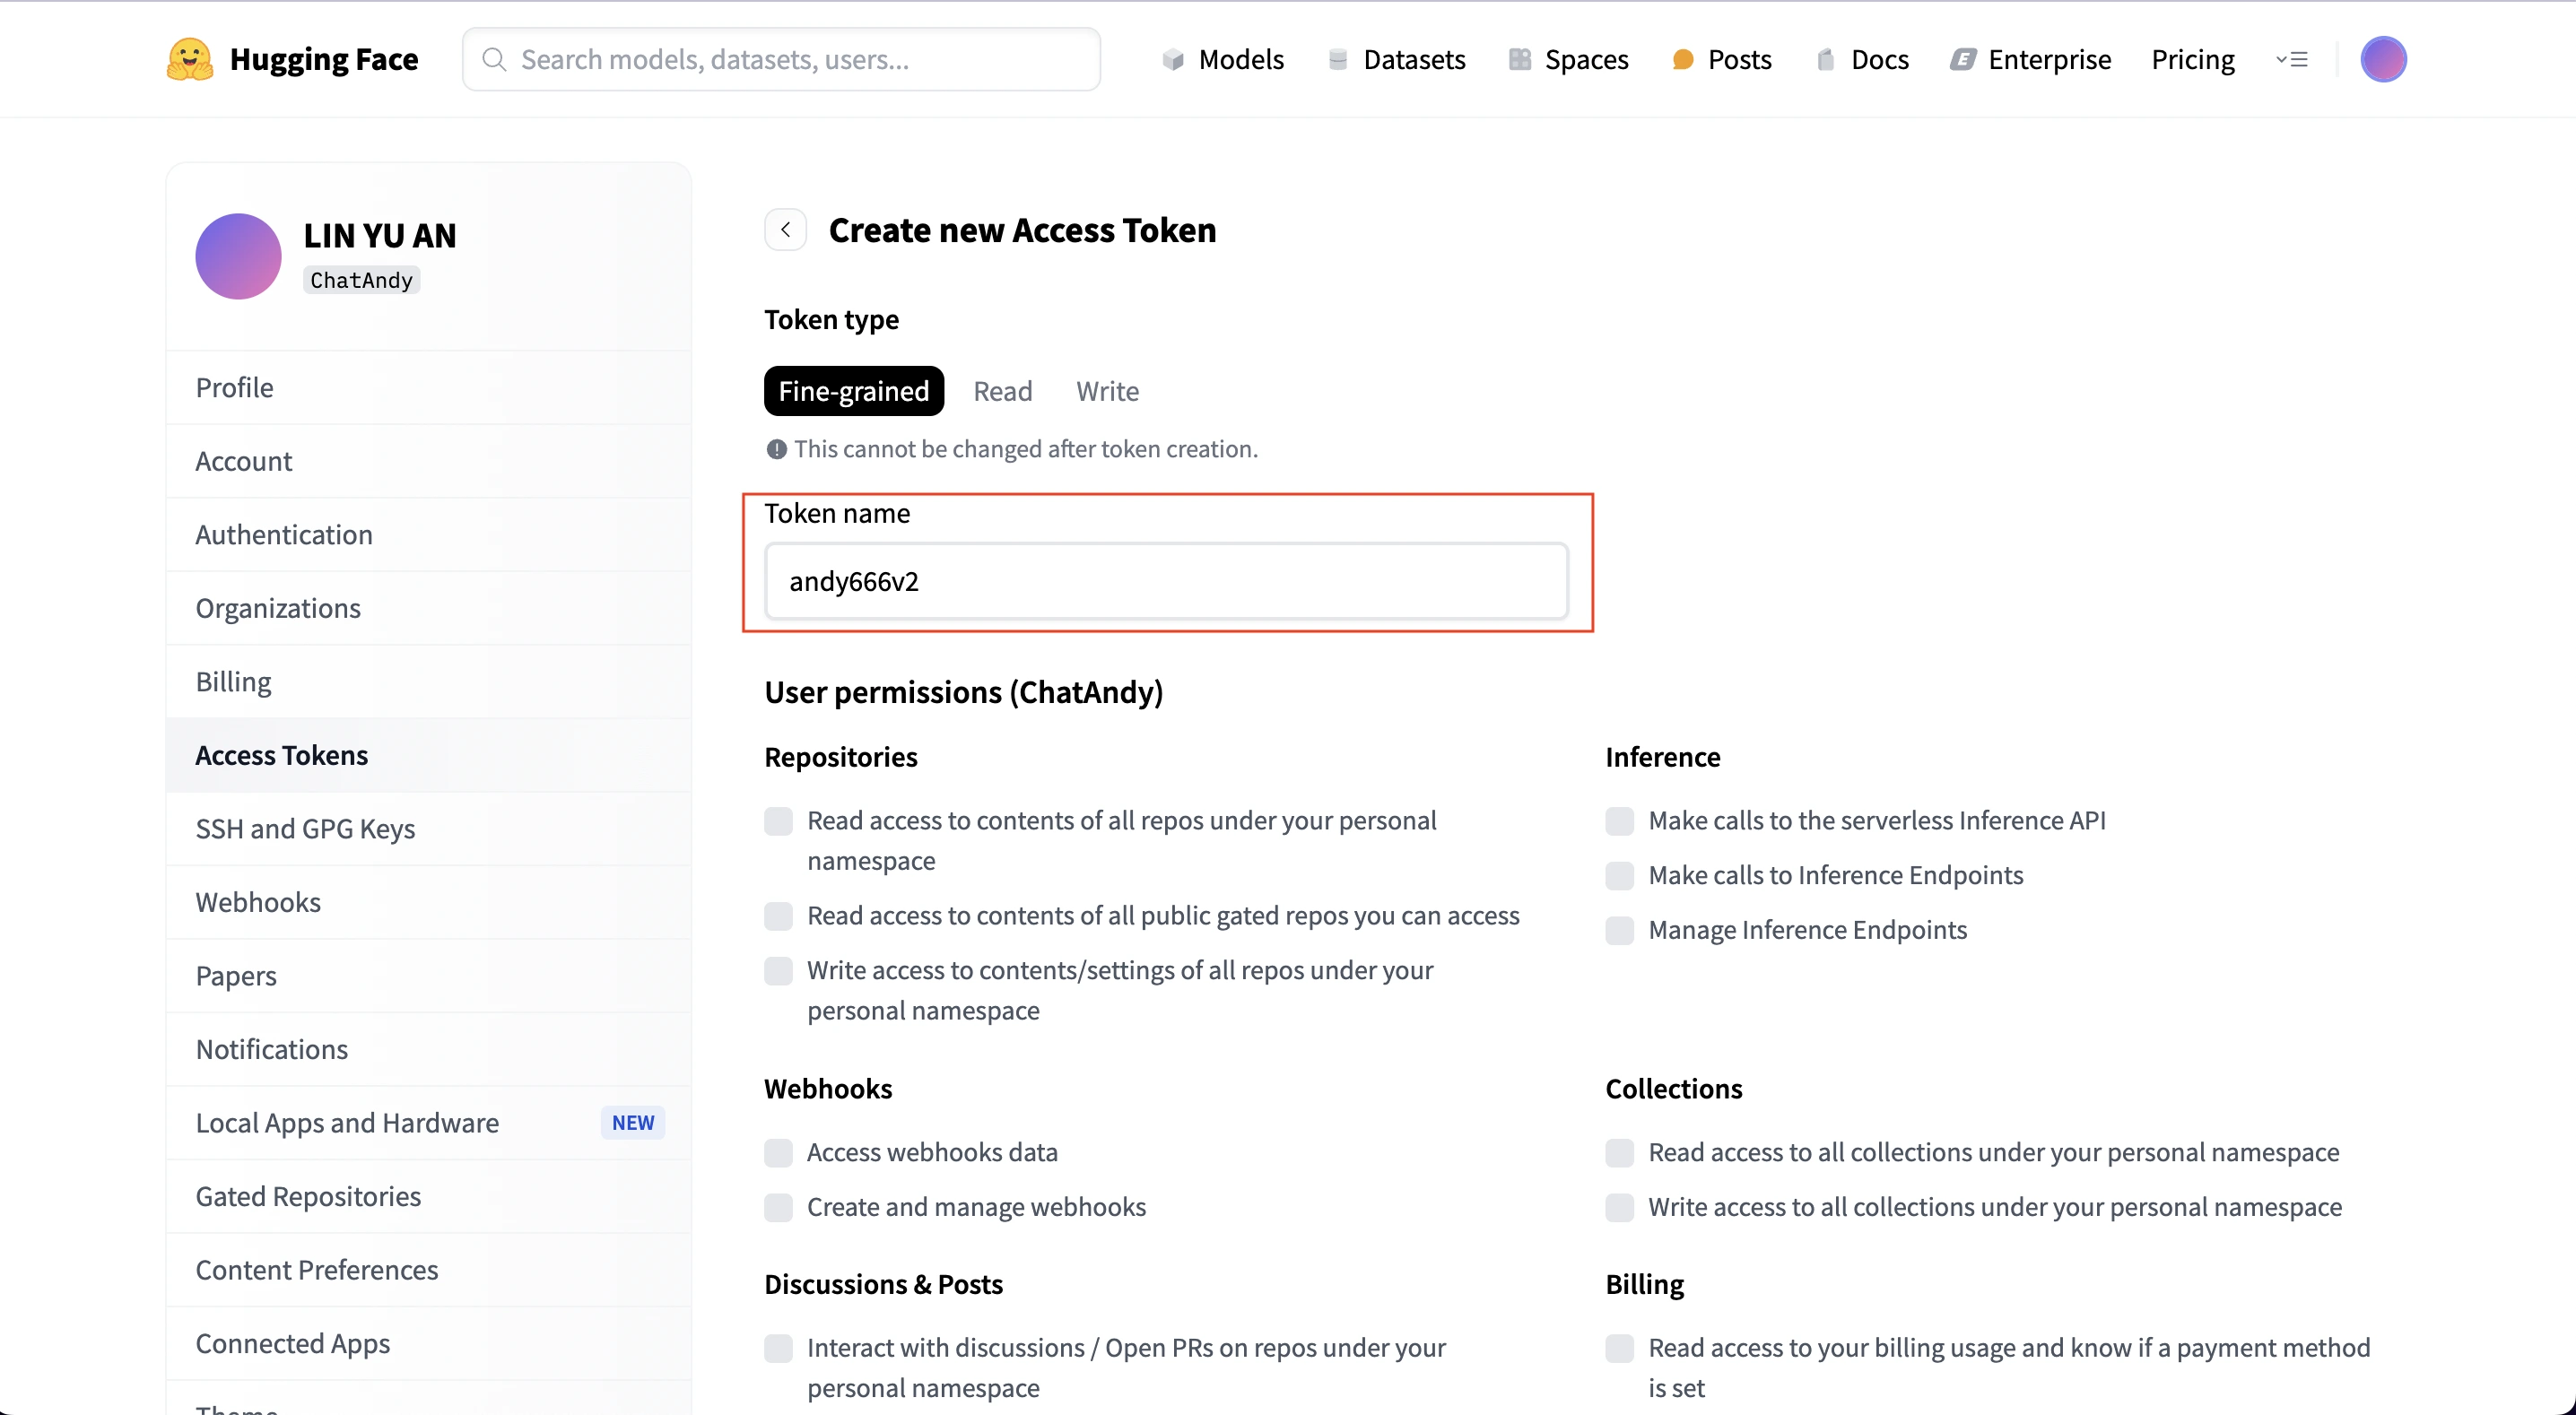 Hugging Face
Search models, datasets, users...
Models
Datasets
Spaces
Posts
Docs
Enterprise
Pricing
LIN YU AN
ChatAndy
Profile
Account
Authentication
Organizations
Billing
Access Tokens
SSH and GPG Keys
Webhooks
Papers
Notifications
Local Apps and Hardware
NEW
Gated Repositories
Content Preferences
Connected Apps
Theme
Create new Access Token
Token type
Fine-grained
Read
Write
This cannot be changed after token creation.
Token name
andy666v2
User permissions (ChatAndy)
Repositories
Read access to contents of all repos under your personal
namespace
Read access to contents of all public gated repos you can access
Write access to contents/settings of all repos under your
personal namespace
Inference
Make calls to the serverless Inference API
Make calls to Inference Endpoints
Manage Inference Endpoints
Webhooks
Access webhooks data
Create and manage webhooks
Collections
Read access to all collections under your personal namespace
Write access to all collections under your personal namespace
Discussions & Posts
Interact with discussions / Open PRs on repos under your
personal namespace
Billing
Read access to your billing usage and know if a payment method
is set